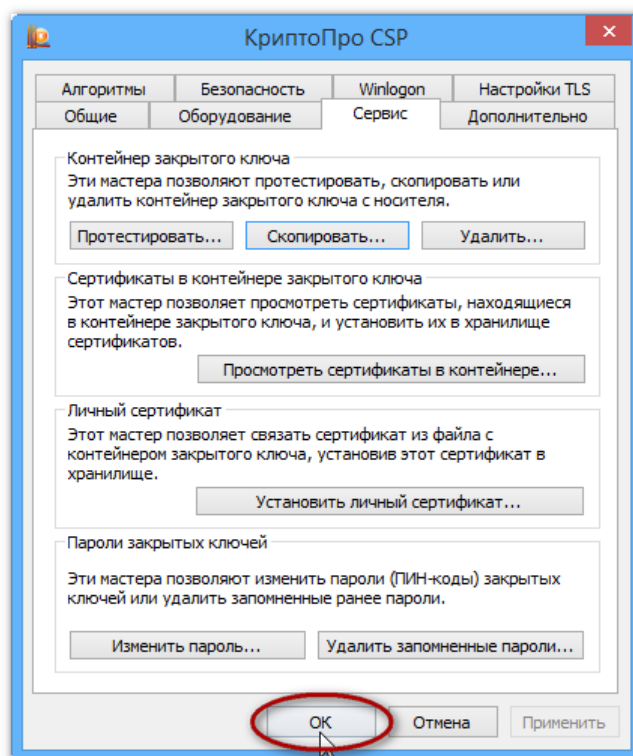 КриптоПро CSP
Алгоритмы Безопасность Winlogon Настройки TLS
Общие Оборудование Сервис Дополнительно
Контейнер закрытого ключа
Эти мастера позволяют протестировать, скопировать или
удалить контейнер закрытого ключа с носителя.
Протестировать... Скопировать... Удалить...
Сертификаты в контейнере закрытого ключа
Этот мастер позволяет просмотреть сертификаты, находящиеся
в контейнере закрытого ключа, и установить их в хранилище
сертификатов.
Просмотреть сертификаты в контейнере...
Личный сертификат
Этот мастер позволяет связать сертификат из файла с
контейнером закрытого ключа, установив этот сертификат в
хранилище.
Установить личный сертификат...
Пароли закрытых ключей
Эти мастера позволяют изменить пароли (ПИН-коды) закрытых
ключей или удалить запомненные ранее пароли.
Изменить пароль... Удалить запомненные пароли...
ОК Отмена Применить